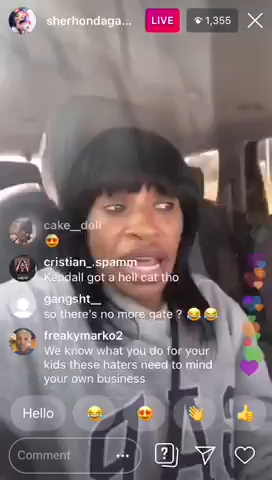 sherhondaga...
LIVE
1,355
cake__doli
😍
cristian_.spamm
Kendall got a hell cat tho
gangsht__
so there's no more gate ? 😂😂
freakymarko2
We know what you do for your
kids these haters need to mind
your own business
Hello
😂
😍
👋
👍
Comment